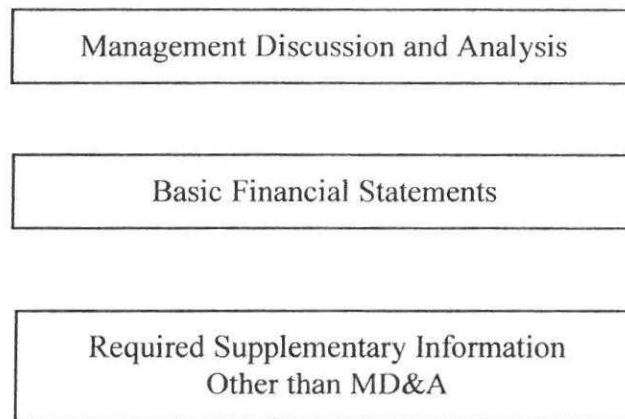 Management Discussion and Analysis
Basic Financial Statements
Required Supplementary Information
Other than MD&A